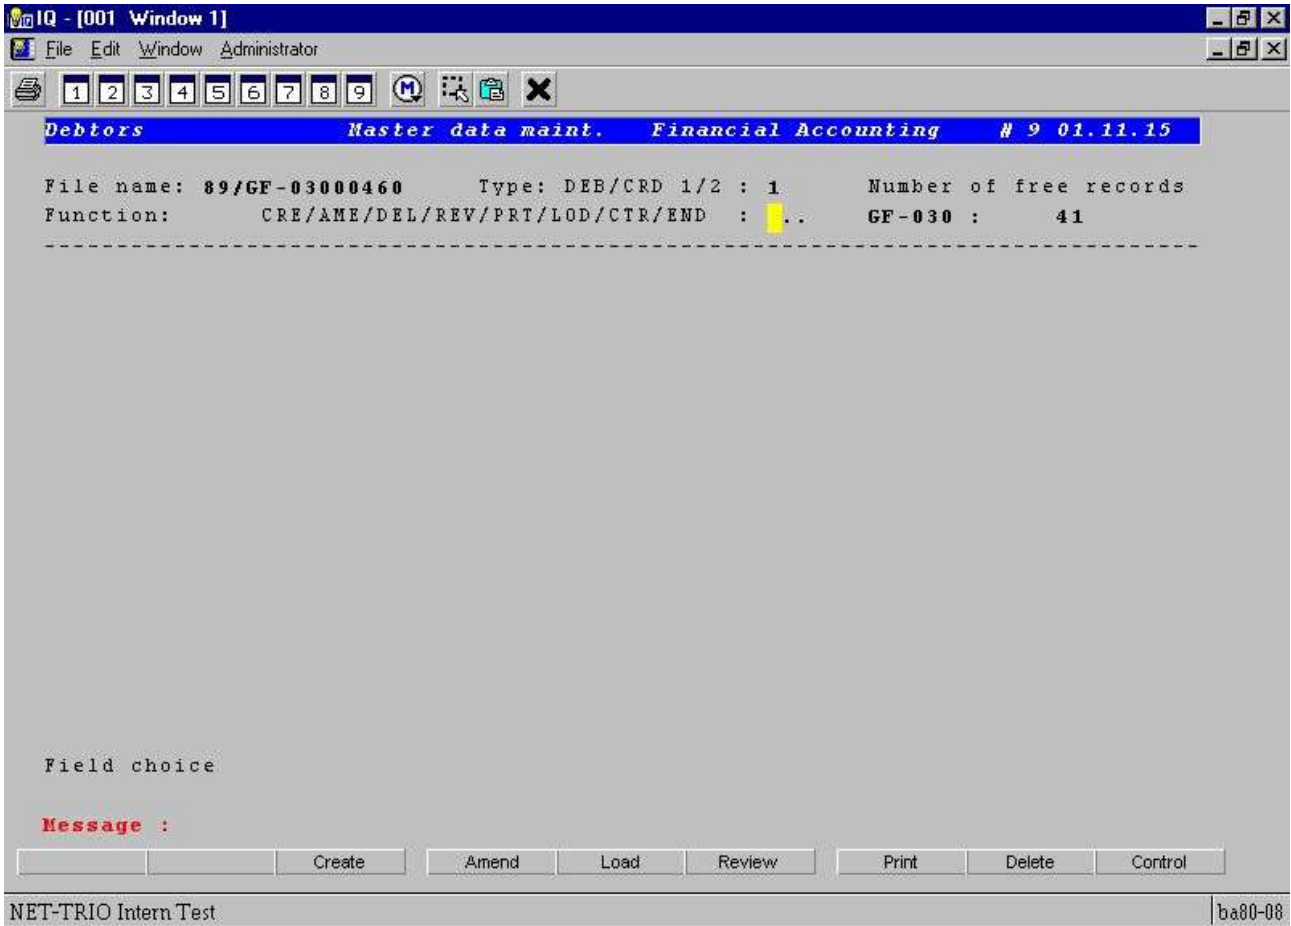 IQ - [001 Window 1]
File Edit Window Administrator
1 2 3 4 5 6 7 8 9 M
Debtors Master data maint. Financial Accounting # 9 01.11.15
File name: 89/GF-03000460 Type: DEB/CRD 1/2 : 1 Number of free records
Function: CRE/AME/DEL/REV/PRT/LOD/CTR/END : .. GF-030 : 41
Field choice
Message :
Create Amend Load Review Print Delete Control
NET-TRIO Intern Test ba80-08